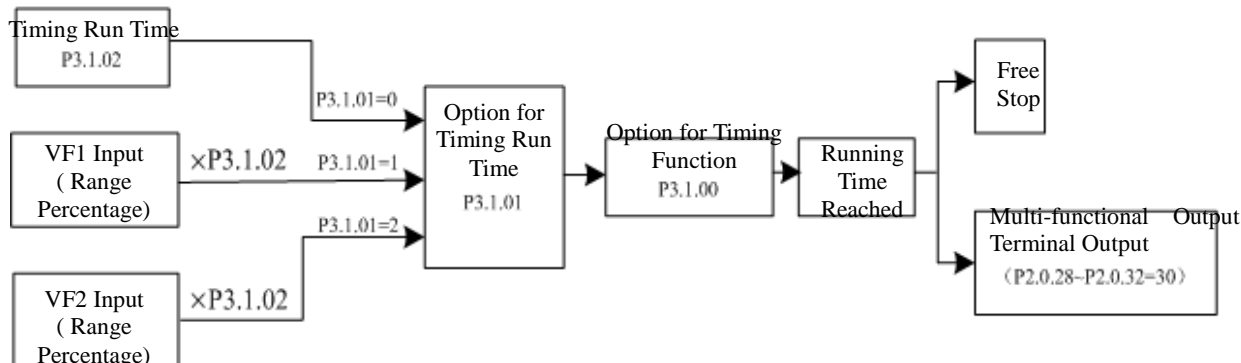 Timing Run Time
P3.1.02
P3.1.01=0
VF1 Input
( Range
Percentage)
×P3.1.02
P3.1.01=1
VF2 Input
( Range
Percentage)
×P3.1.02
P3.1.01=2
Option for
Timing Run
Time
P3.1.01
Option for Timing
Function
P3.1.00
Running
Time
Reached
Free
Stop
Multi-functional Output
Terminal Output
（P2.0.28~P2.0.32=30）